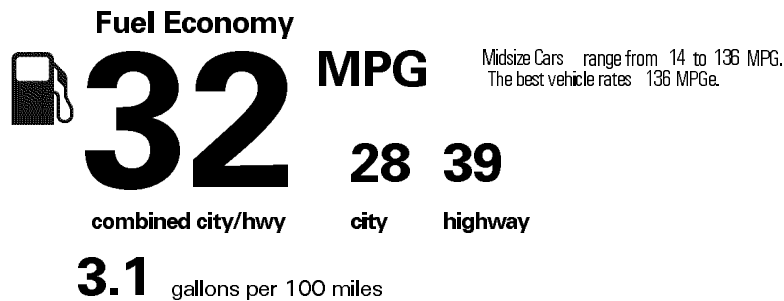 Fuel Economy
32 MPG
Midsize Cars range from 14 to 136 MPG.
The best vehicle rates 136 MPGe.
28 39
combined city/hwy city highway
3.1 gallons per 100 miles